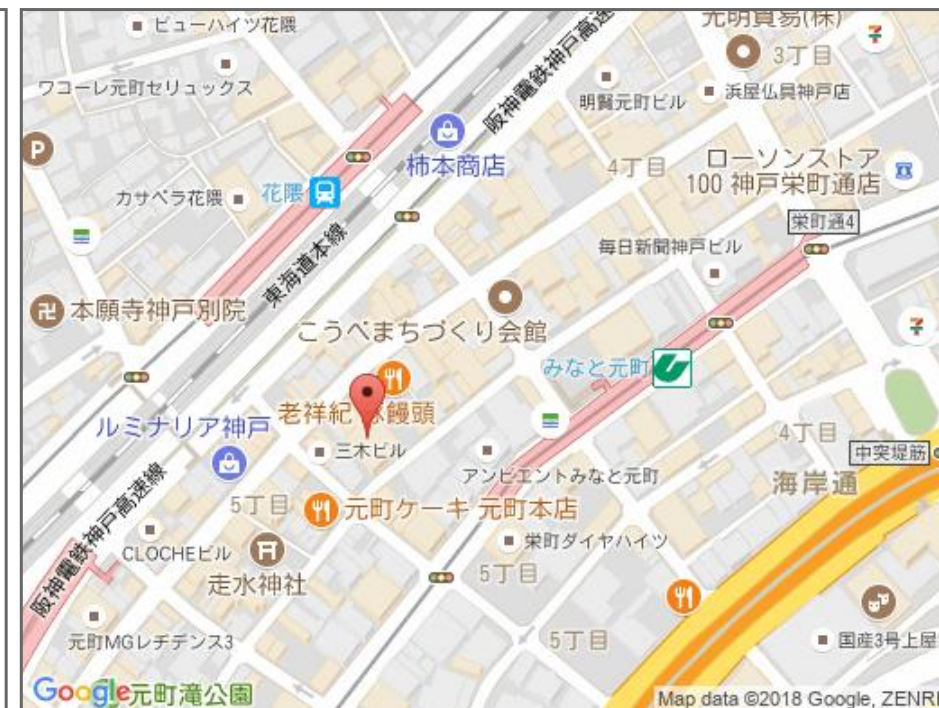 ビューハイツ花隈
光明貿易(株)
3丁目
ワコーレ元町セリュックス
阪神電鉄神戸高速
明賢元町ビル
浜屋仏具神戸店
P
柿本商店
4丁目
ローソンストア
100 神戸栄町通店
カサベラ花隈
花隈
栄町通4
東海道本線
毎日新聞神戸ビル
本願寺神戸別院
こうべまちづくり会館
みなと元町
老祥紀
饅頭
ルミナリア神戸
三木ビル
4丁目
中突堤筋
アンビエントみなと元町
海岸通
阪神電鉄神戸高速線
5丁目
元町ケーキ 元町本店
CLOCHEビル
栄町ダイヤハイツ
走水神社
5丁目
元町MGレヂデンス3
5丁目
国産3号上屋
Google
元町滝公園
Map data ©2018 Google, ZENRI